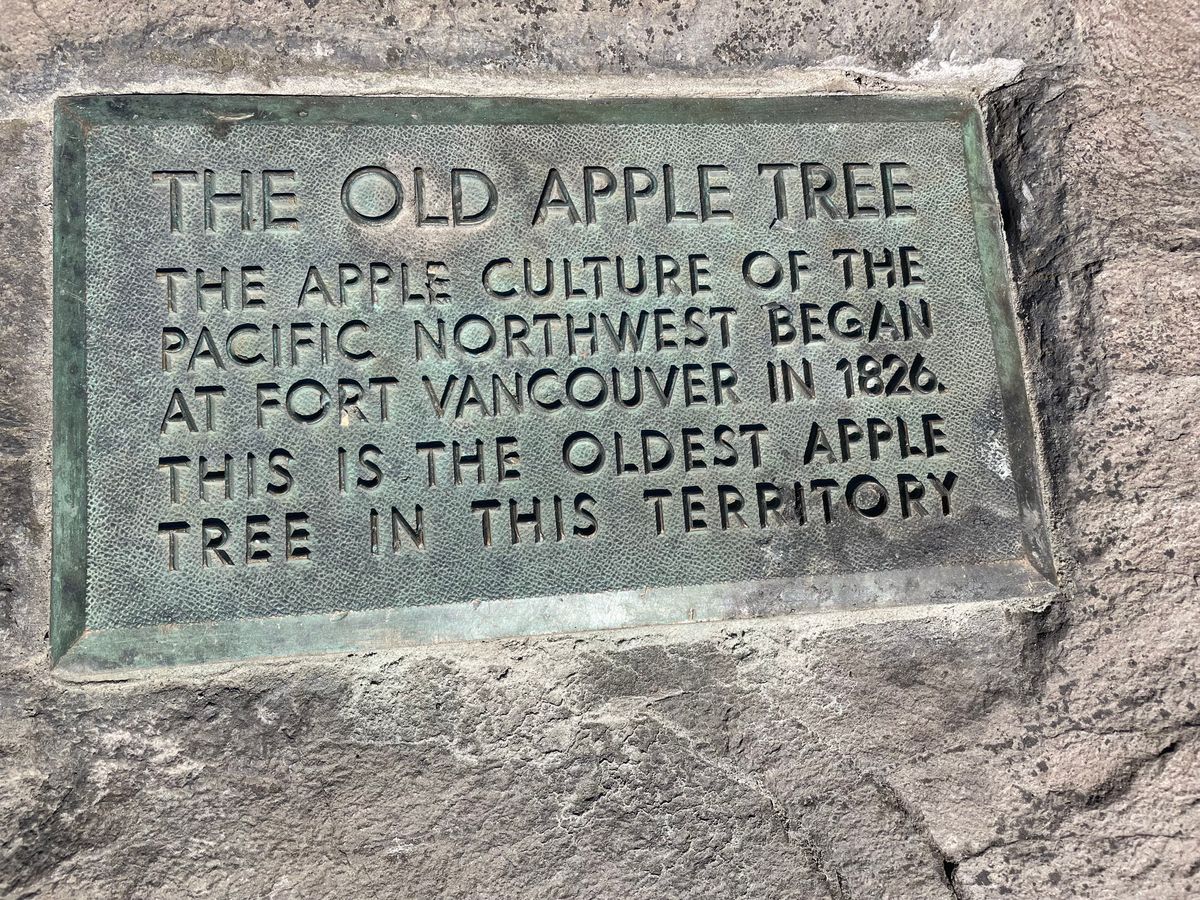 THE OLD APPLE TREE
THE APPLE CULTURE OF THE
PACIFIC NORTHWEST BEGAN
AT FORT VANCOUVER IN 1826.
THIS IS THE OLDEST APPLE
TREE IN THIS TERRITORY